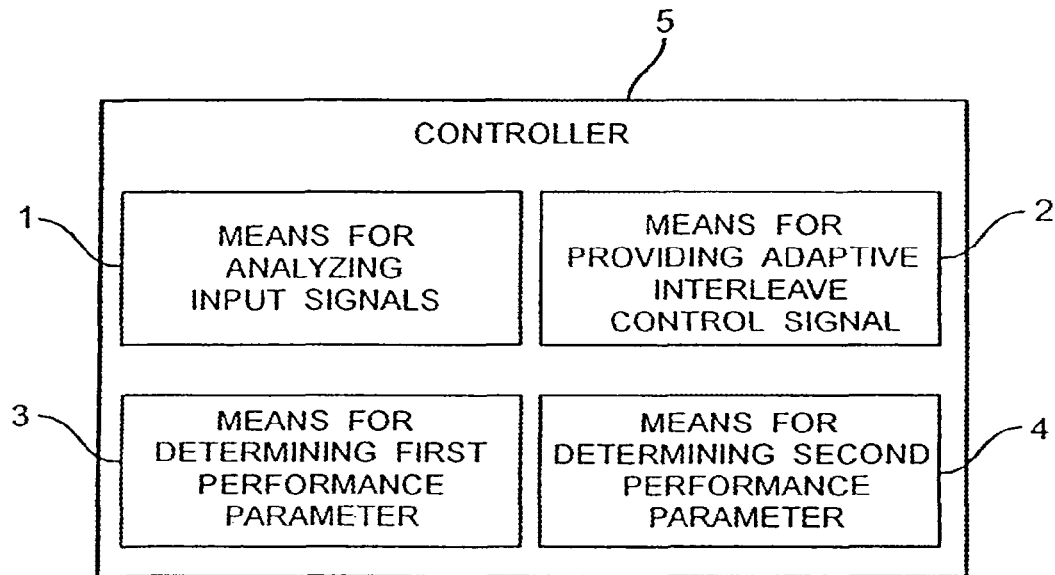 5
CONTROLLER
1
MEANS FOR
ANALYZING
INPUT SIGNALS
MEANS FOR
PROVIDING ADAPTIVE
INTERLEAVE
CONTROL SIGNAL
2
3
MEANS FOR
DETERMINING FIRST
PERFORMANCE
PARAMETER
MEANS FOR
DETERMINING SECOND
PERFORMANCE
PARAMETER
4